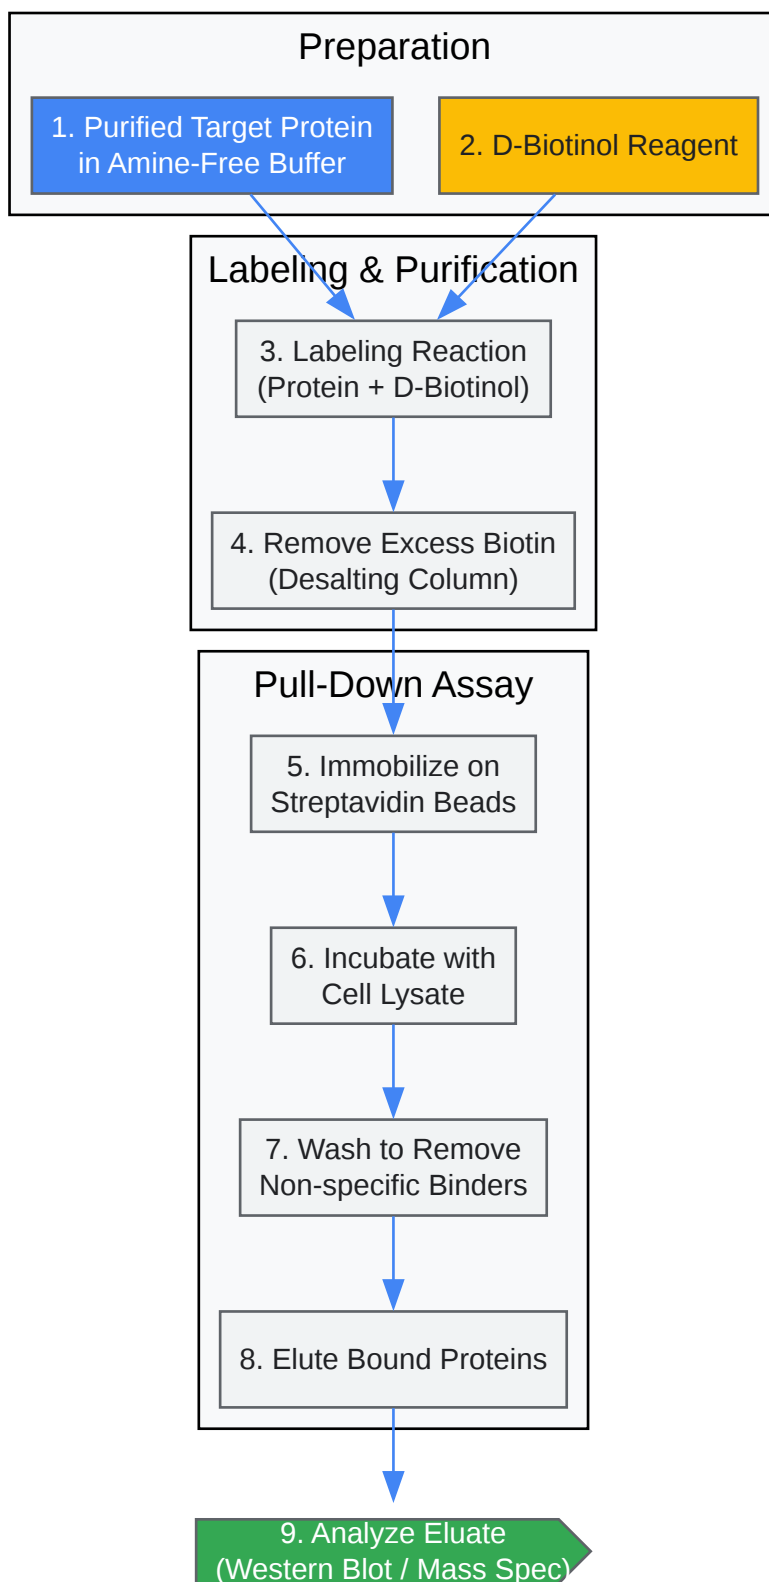 Preparation
1. Purified Target Protein
in Amine-Free Buffer
2. D-Biotinol Reagent
Labeling & Purification
3. Labeling Reaction
(Protein + D-Biotinol)
4. Remove Excess Biotin
(Desalting Column)
Pull-Down Assay
5. Immobilize on
Streptavidin Beads
6. Incubate with
Cell Lysate
7. Wash to Remove
Non-specific Binders
8. Elute Bound Proteins
9. Analyze Eluate
(Western Blot / Mass Spec)